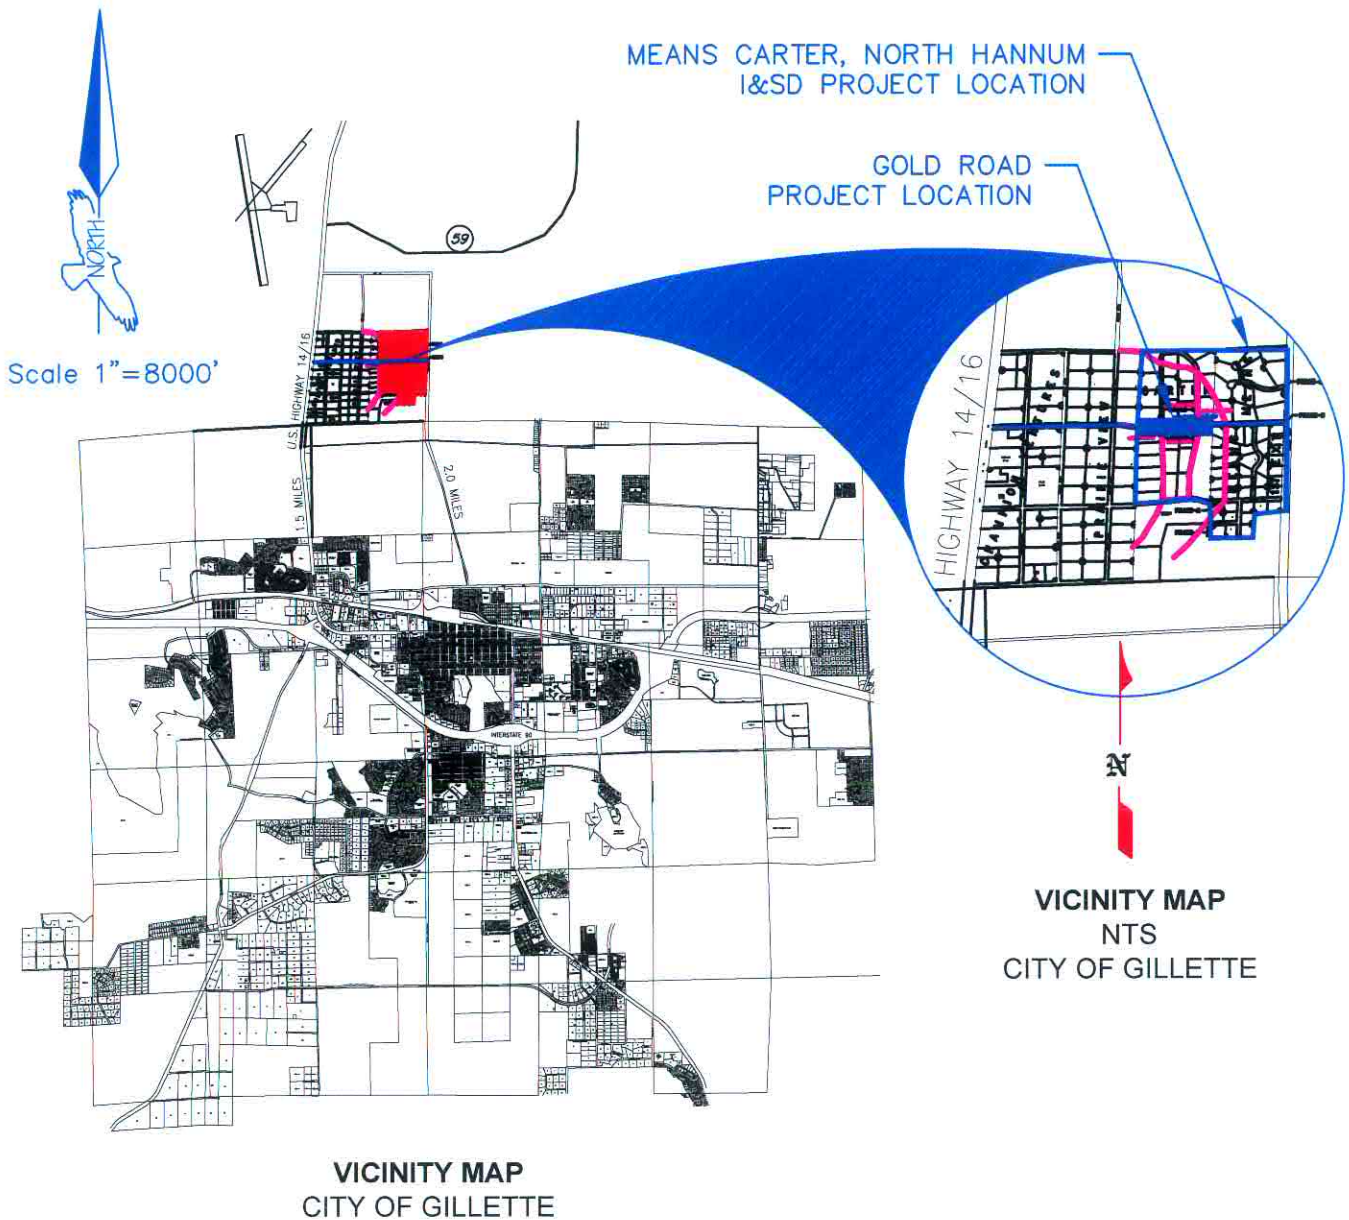 MEANS CARTER, NORTH HANNUM
I&SD PROJECT LOCATION
GOLD ROAD
PROJECT LOCATION
NORTH
59
Scale 1"=8000'
U.S. HIGHWAY 14/16
HIGHWAY 14/16
PRAIRIE VIEW
1.5 MILES
2.0 MILES
INTERSTATE 90
N
VICINITY MAP
NTS
CITY OF GILLETTE
VICINITY MAP
CITY OF GILLETTE